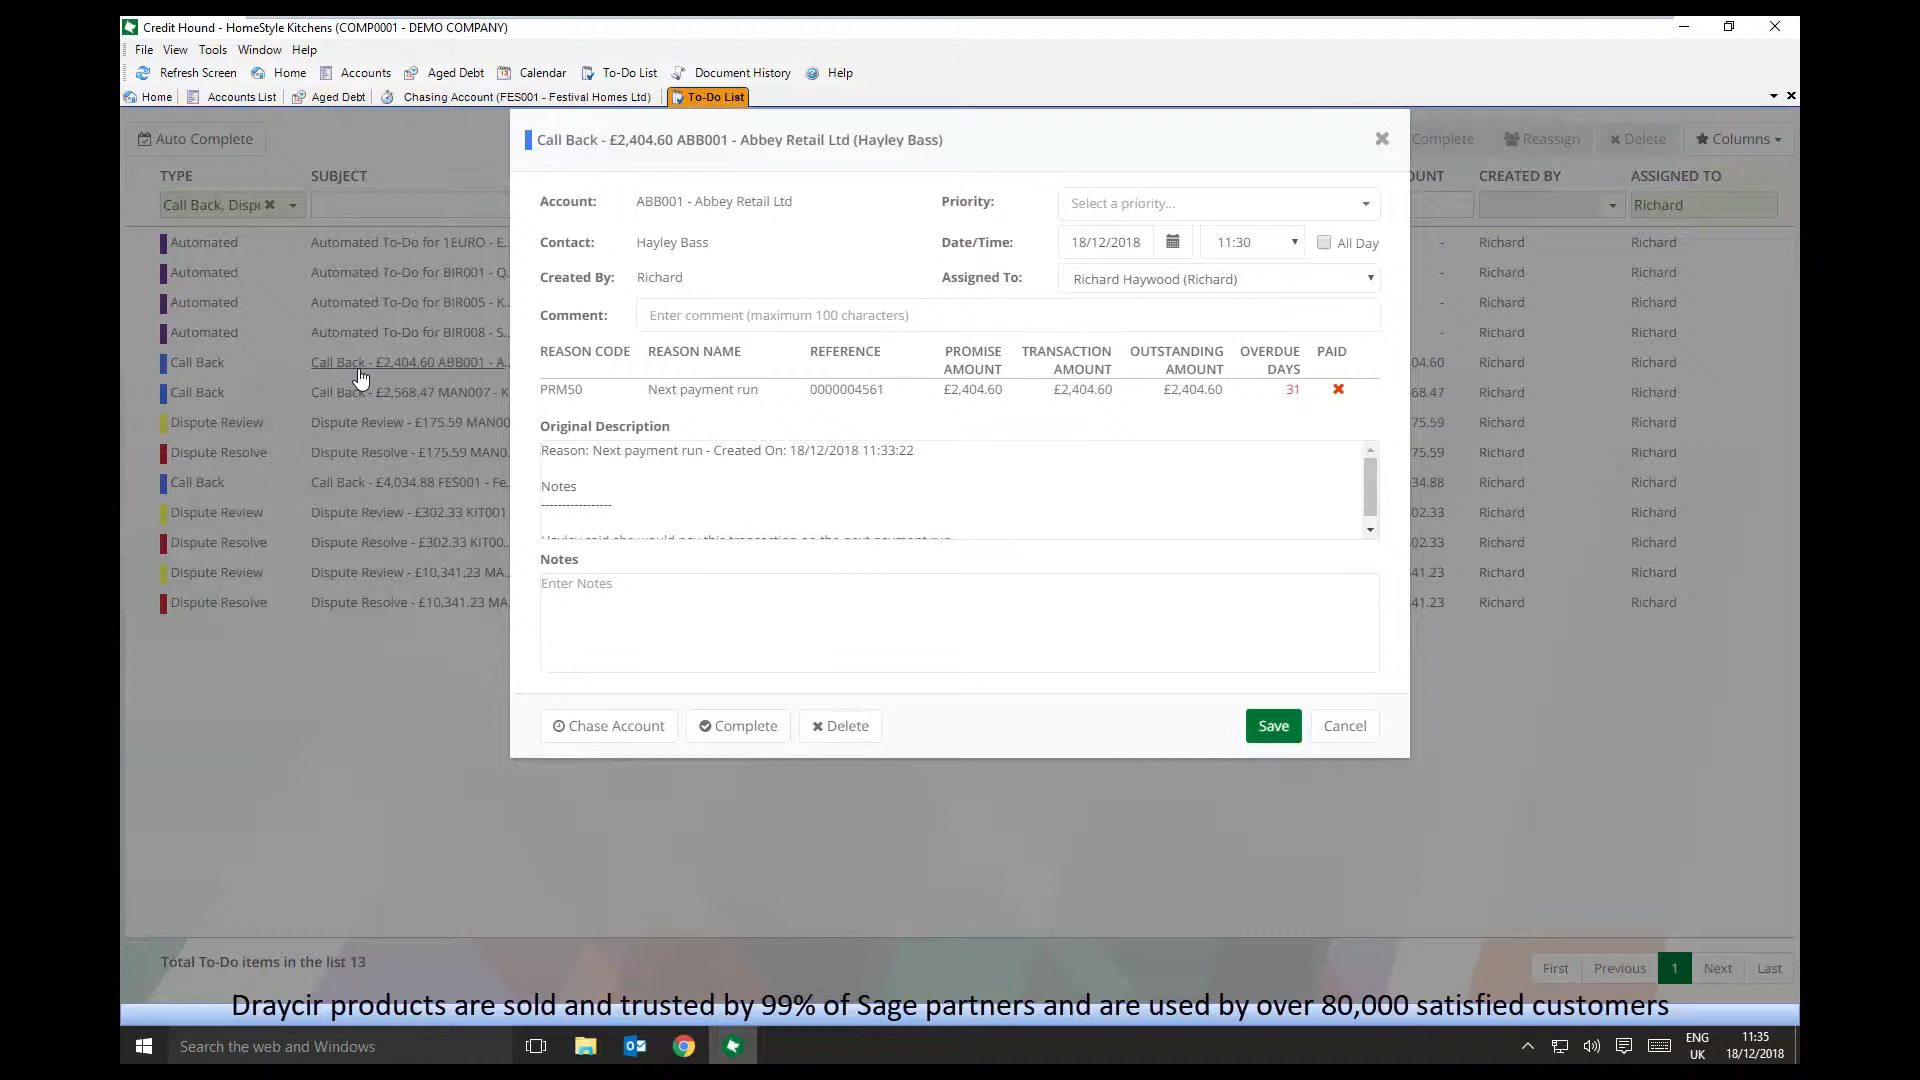 Credit Hound - HomeStyle Kitchens (COMP0001 - DEMO COMPANY)
File View Tools Window Help
Refresh Screen Home Accounts Aged Debt Calendar To-Do List Document History Help
Home Accounts List Aged Debt Chasing Account (FES001 - Festival Homes Ltd) To-Do List
Auto Complete
Complete Reassign Delete Columns
TYPE SUBJECT
CREATED BY ASSIGNED TO
Call Back, Disp
Richard
Automated Automated To-Do for 1EURO - E... - Richard Richard
Automated Automated To-Do for BIR001 - Q... - Richard Richard
Automated Automated To-Do for BIR005 - K... - Richard Richard
Automated Automated To-Do for BIR008 - S... - Richard Richard
Call Back Call Back - £2,404.60 ABB001 - A... 04.60 Richard Richard
Call Back Call Back - £2,568.47 MAN007 - K 68.47 Richard Richard
Dispute Review Dispute Review - £175.59 MAN00 75.59 Richard Richard
Dispute Resolve Dispute Resolve - £175.59 MAN0 75.59 Richard Richard
Call Back Call Back - £4,034.88 FES001 - Fe 34.88 Richard Richard
Dispute Review Dispute Review - £302.33 KIT001 02.33 Richard Richard
Dispute Resolve Dispute Resolve - £302.33 KIT00 02.33 Richard Richard
Dispute Review Dispute Review - £10,341.23 MA 41.23 Richard Richard
Dispute Resolve Dispute Resolve - £10,341.23 MA 41.23 Richard Richard
Call Back - £2,404.60 ABB001 - Abbey Retail Ltd (Hayley Bass)
Account: ABB001 - Abbey Retail Ltd Priority: Select a priority...
Contact: Hayley Bass Date/Time: 18/12/2018 11:30 All Day
Created By: Richard Assigned To: Richard Haywood (Richard)
Comment: Enter comment (maximum 100 characters)
REASON CODE REASON NAME REFERENCE PROMISE AMOUNT TRANSACTION AMOUNT OUTSTANDING AMOUNT OVERDUE DAYS PAID
PRM50 Next payment run 0000004561 £2,404.60 £2,404.60 £2,404.60 31
Original Description
Reason: Next payment run - Created On: 18/12/2018 11:33:22
Notes
-----------------
Hayley said she would pay this transaction on the next payment run
Notes
Enter Notes
Chase Account Complete Delete Save Cancel
Total To-Do items in the list 13
First Previous 1 Next Last
Draycir products are sold and trusted by 99% of Sage partners and are used by over 80,000 satisfied customers
Search the web and Windows
ENG
UK
11:35
18/12/2018